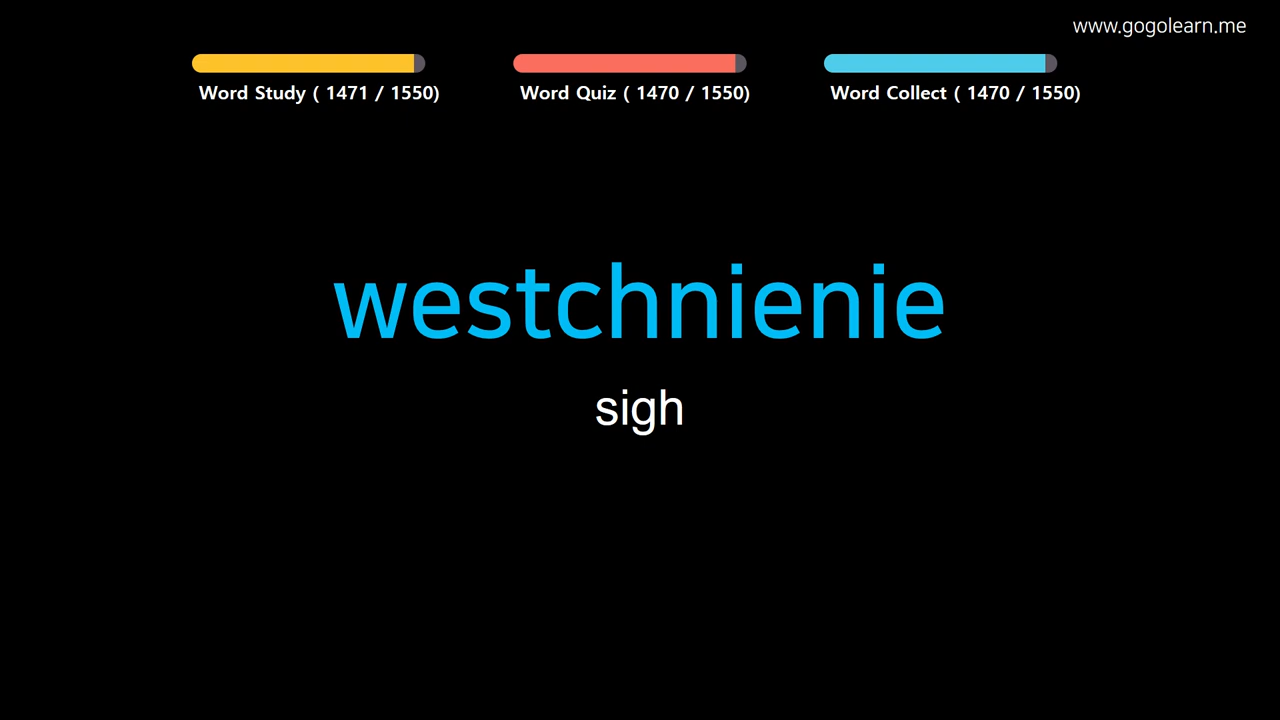 www.gogolearn.me
Word Study ( 1471 / 1550)
Word Quiz ( 1470 / 1550)
Word Collect ( 1470 / 1550)
westchnienie
sigh